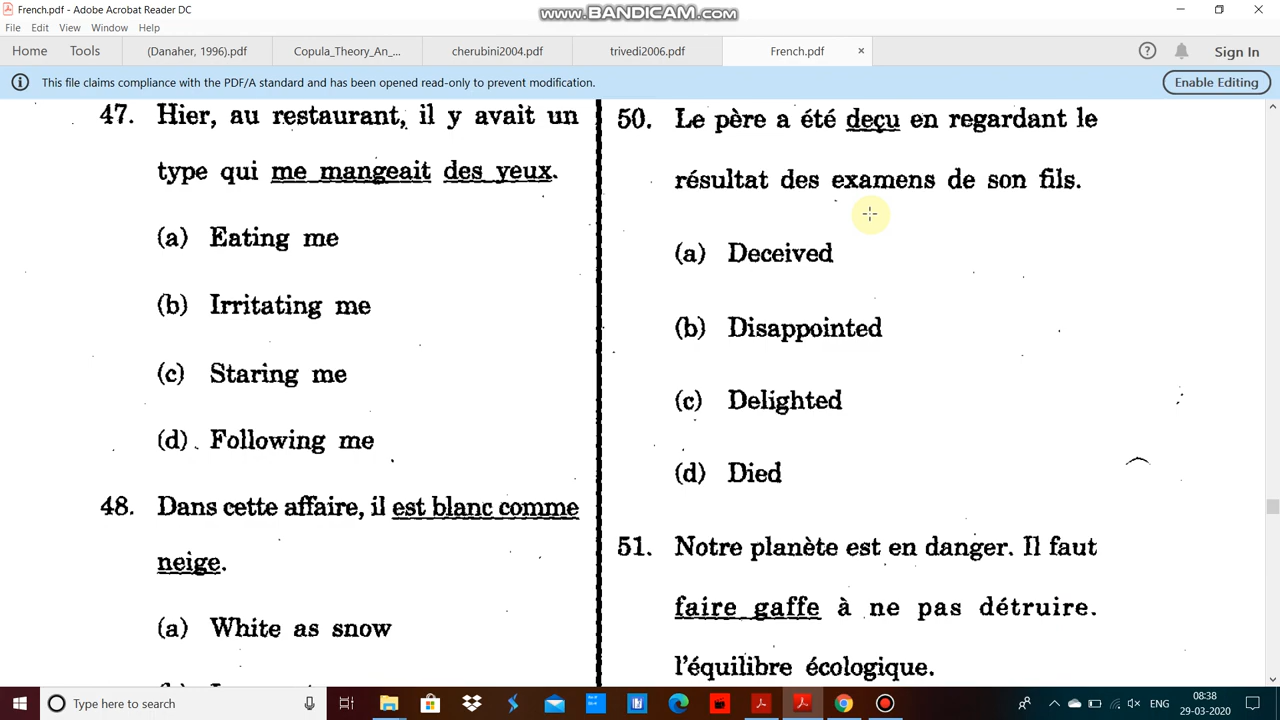 French.pdf - Adobe Acrobat Reader DC
www.BANDICAM.com
File Edit View Window Help
Home Tools (Danaher, 1996).pdf Copula_Theory_An_... cherubini2004.pdf trivedi2006.pdf French.pdf × Sign In
This file claims compliance with the PDF/A standard and has been opened read-only to prevent modification. Enable Editing
47. Hier, au restaurant, il y avait un
type qui me mangeait des yeux.
(a) Eating me
(b) Irritating me
(c) Staring me
(d) Following me
48. Dans cette affaire, il est blanc comme
neige.
(a) White as snow
50. Le père a été deçu en regardant le
résultat des examens de son fils.
(a) Deceived
(b) Disappointed
(c) Delighted
(d) Died
51. Notre planète est en danger. Il faut
faire gaffe à ne pas détruire.
l'équilibre écologique.
Type here to search
ENG
08:38
29-03-2020